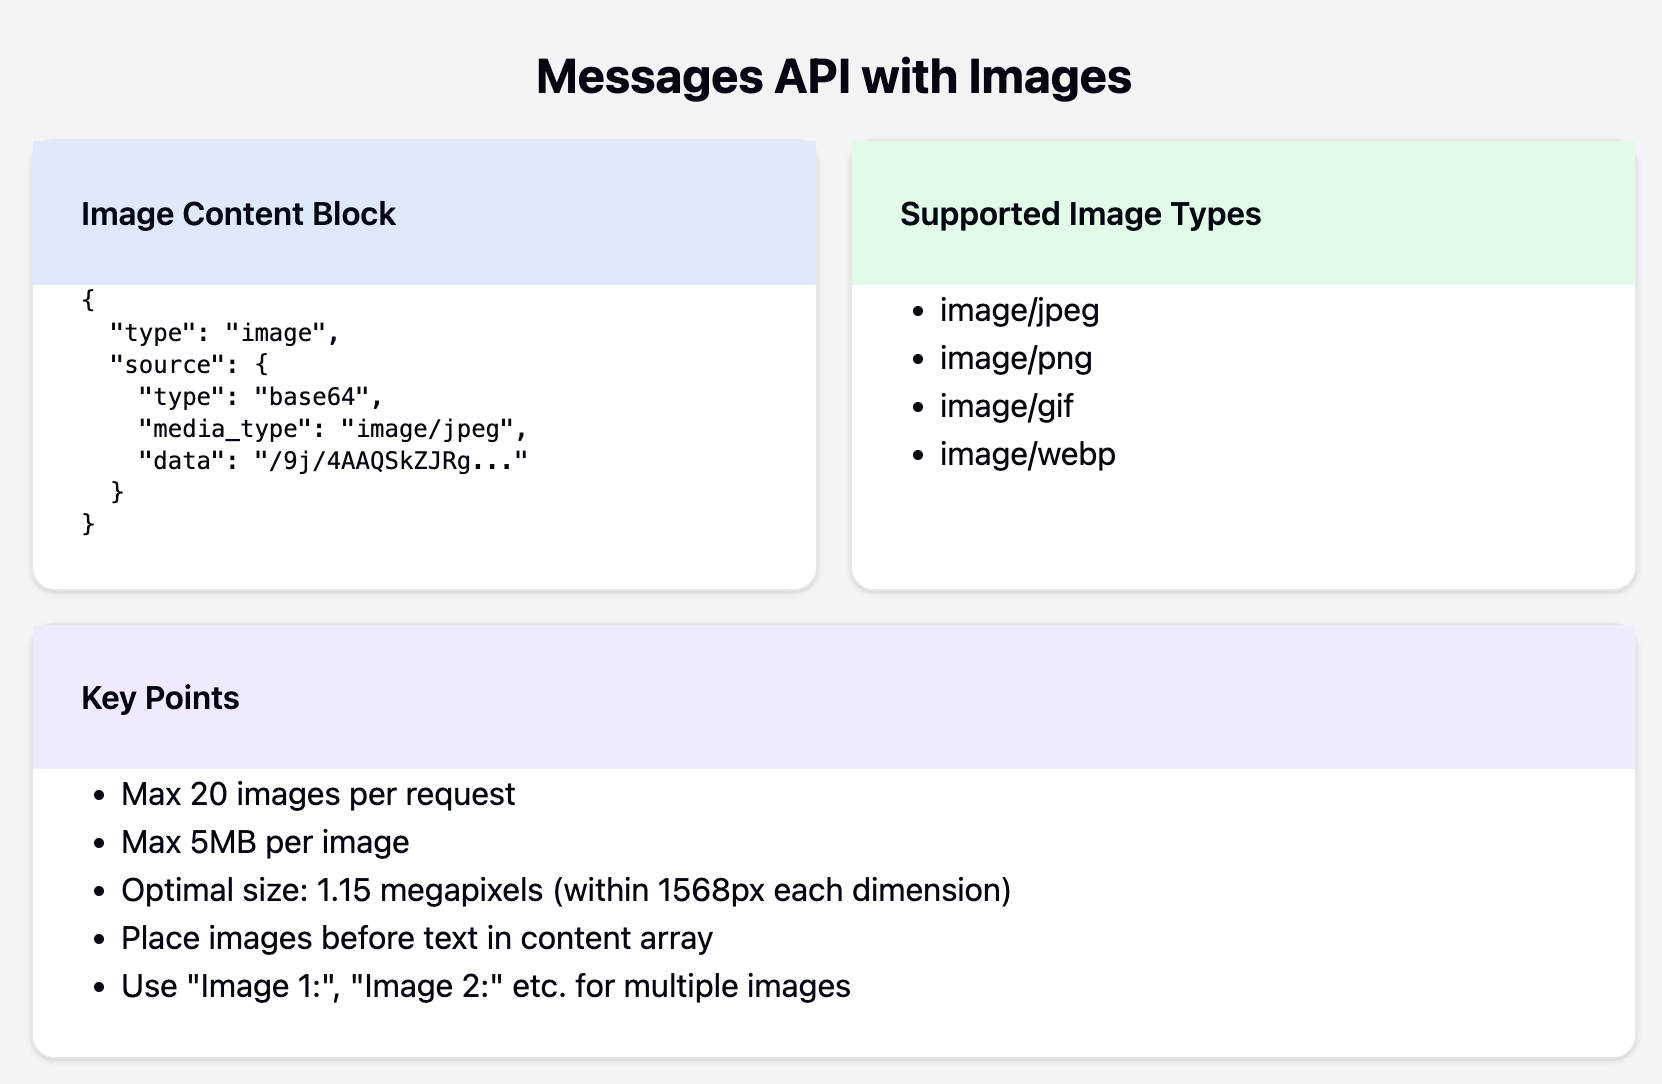 Messages API with Images
Image Content Block
{
  "type": "image",
  "source": {
    "type": "base64",
    "media_type": "image/jpeg",
    "data": "/9j/4AAQSkZJRg..."
  }
}
Supported Image Types
• image/jpeg
• image/png
• image/gif
• image/webp
Key Points
• Max 20 images per request
• Max 5MB per image
• Optimal size: 1.15 megapixels (within 1568px each dimension)
• Place images before text in content array
• Use "Image 1:", "Image 2:" etc. for multiple images